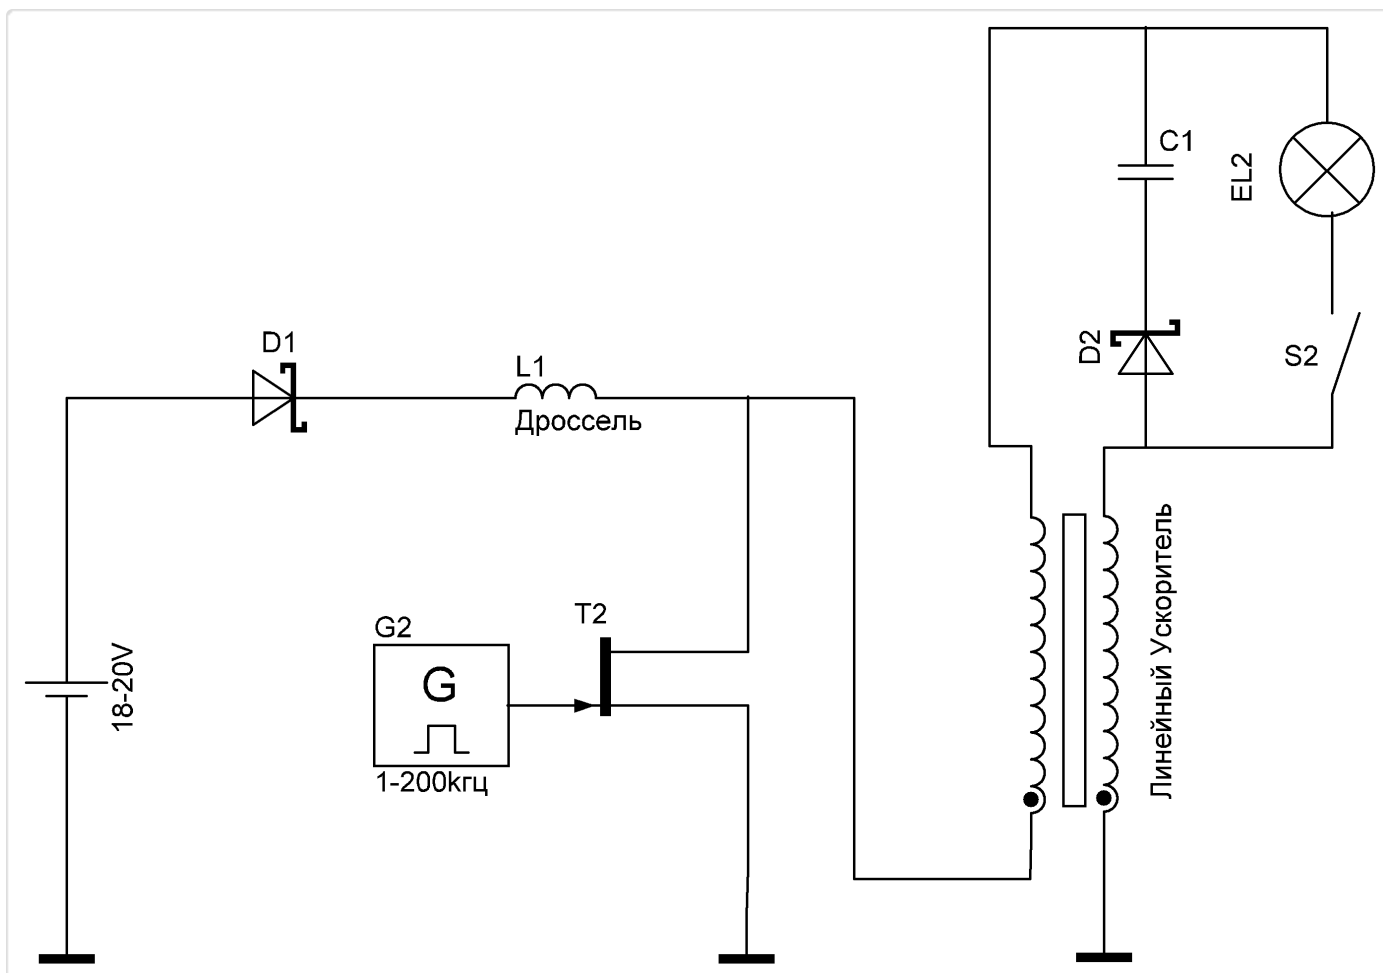 C1
EL2
D2
S2
D1
L1
Дроссель
18-20V
G2
G
1-200кгц
T2
Линейный Ускоритель